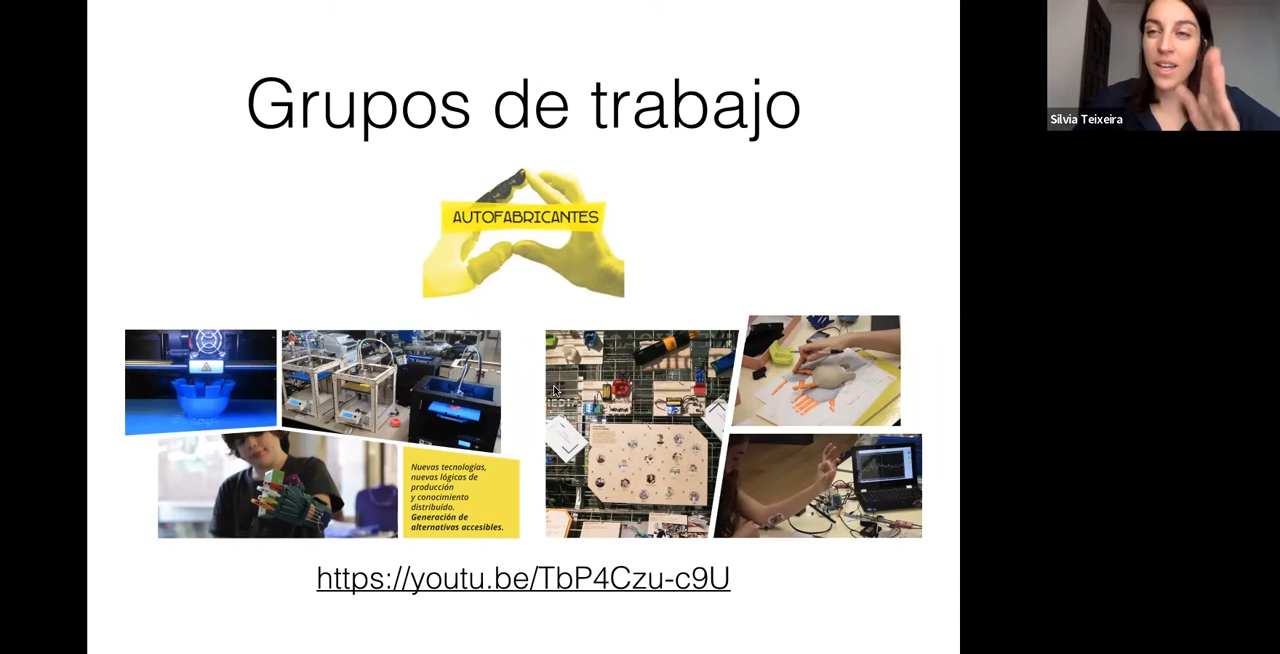 Grupos de trabajo
Silvia Teixeira
AUTOFABRICANTES
Nuevas tecnologías,
nuevas lógicas de
producción
y conocimiento
distribuído.
Generación de
alternativas accesibles.
https://youtu.be/TbP4Czu-c9U